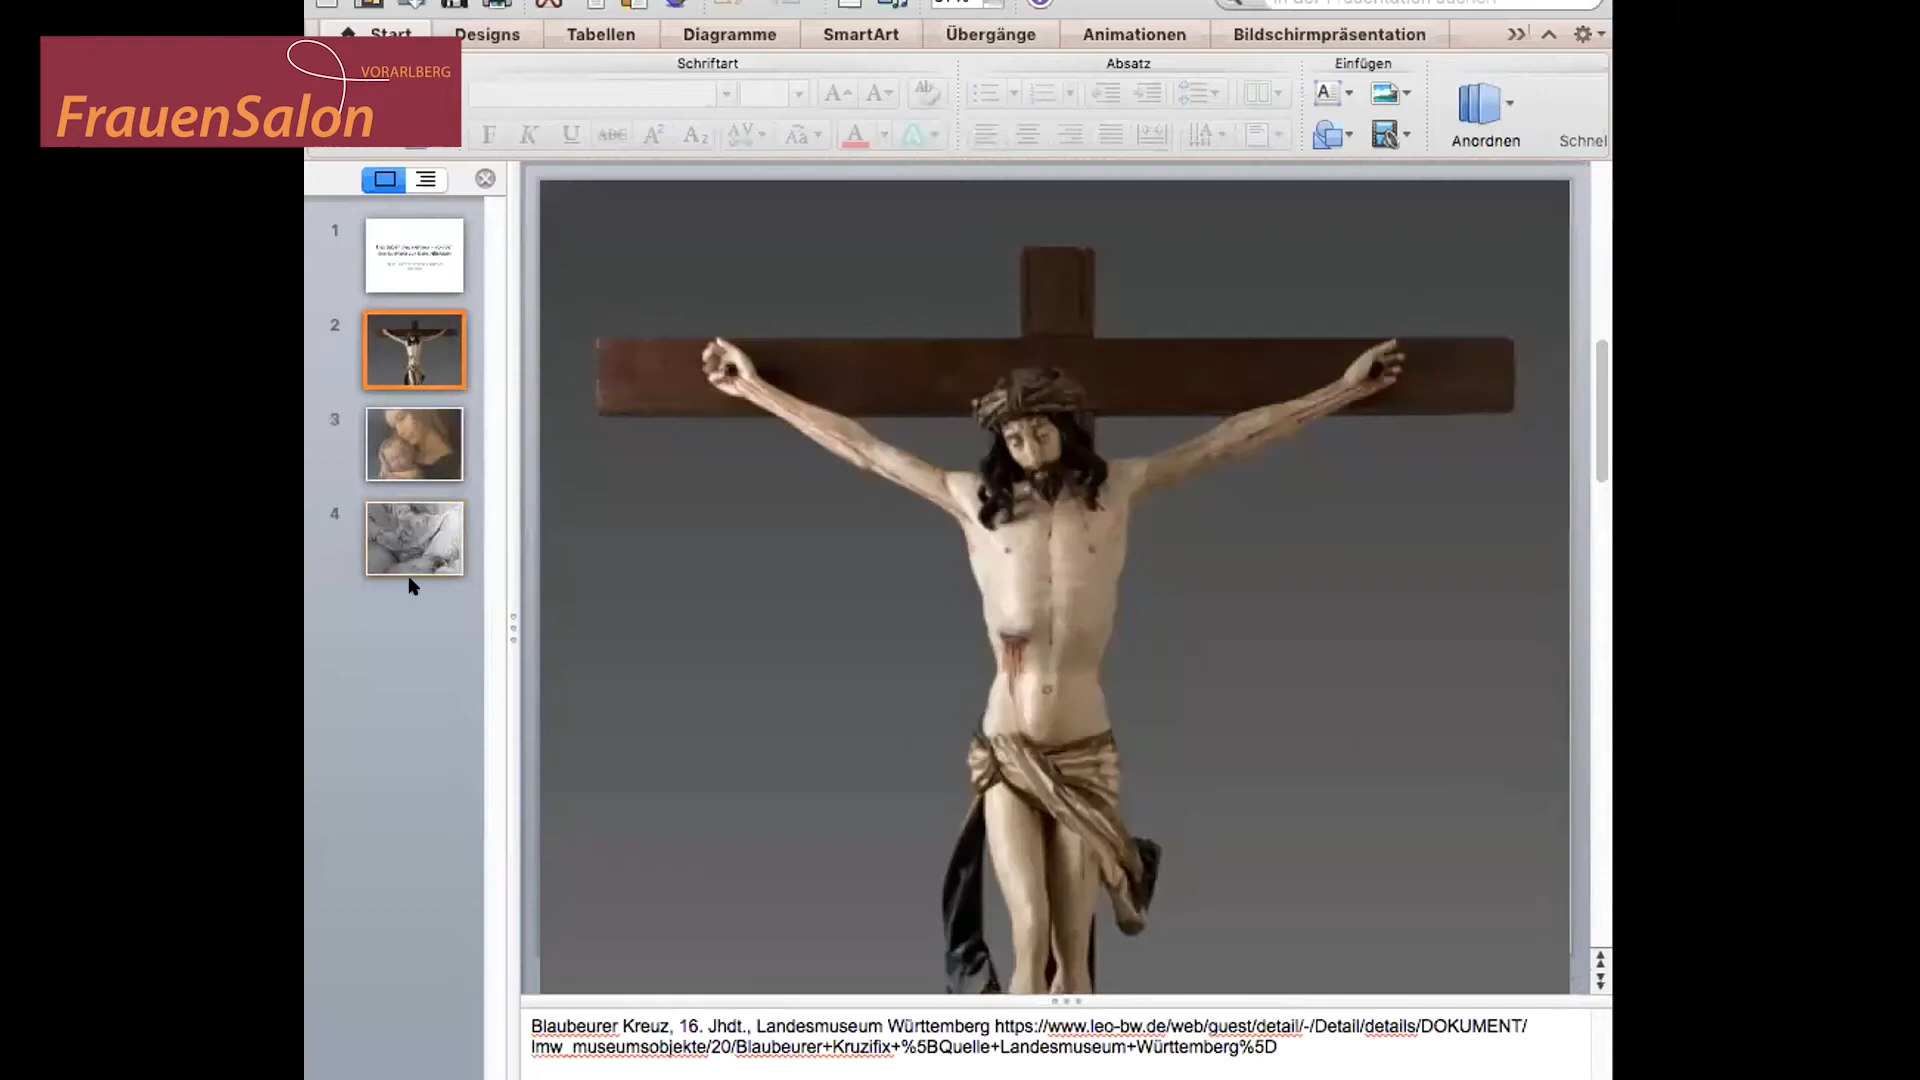 Start
Designs
Tabellen
Diagramme
SmartArt
Übergänge
Animationen
Bildschirmpräsentation
VORARLBERG
FrauenSalon
Schriftart
Absatz
Einfügen
Anordnen
Schnel
1
2
3
4
Blaubeurer Kreuz, 16. Jhdt., Landesmuseum Württemberg https://www.leo-bw.de/web/guest/detail/-/Detail/details/DOKUMENT/
lmw_museumsobjekte/20/Blaubeurer+Kruzifix+%5BQuelle+Landesmuseum+Württemberg%5D